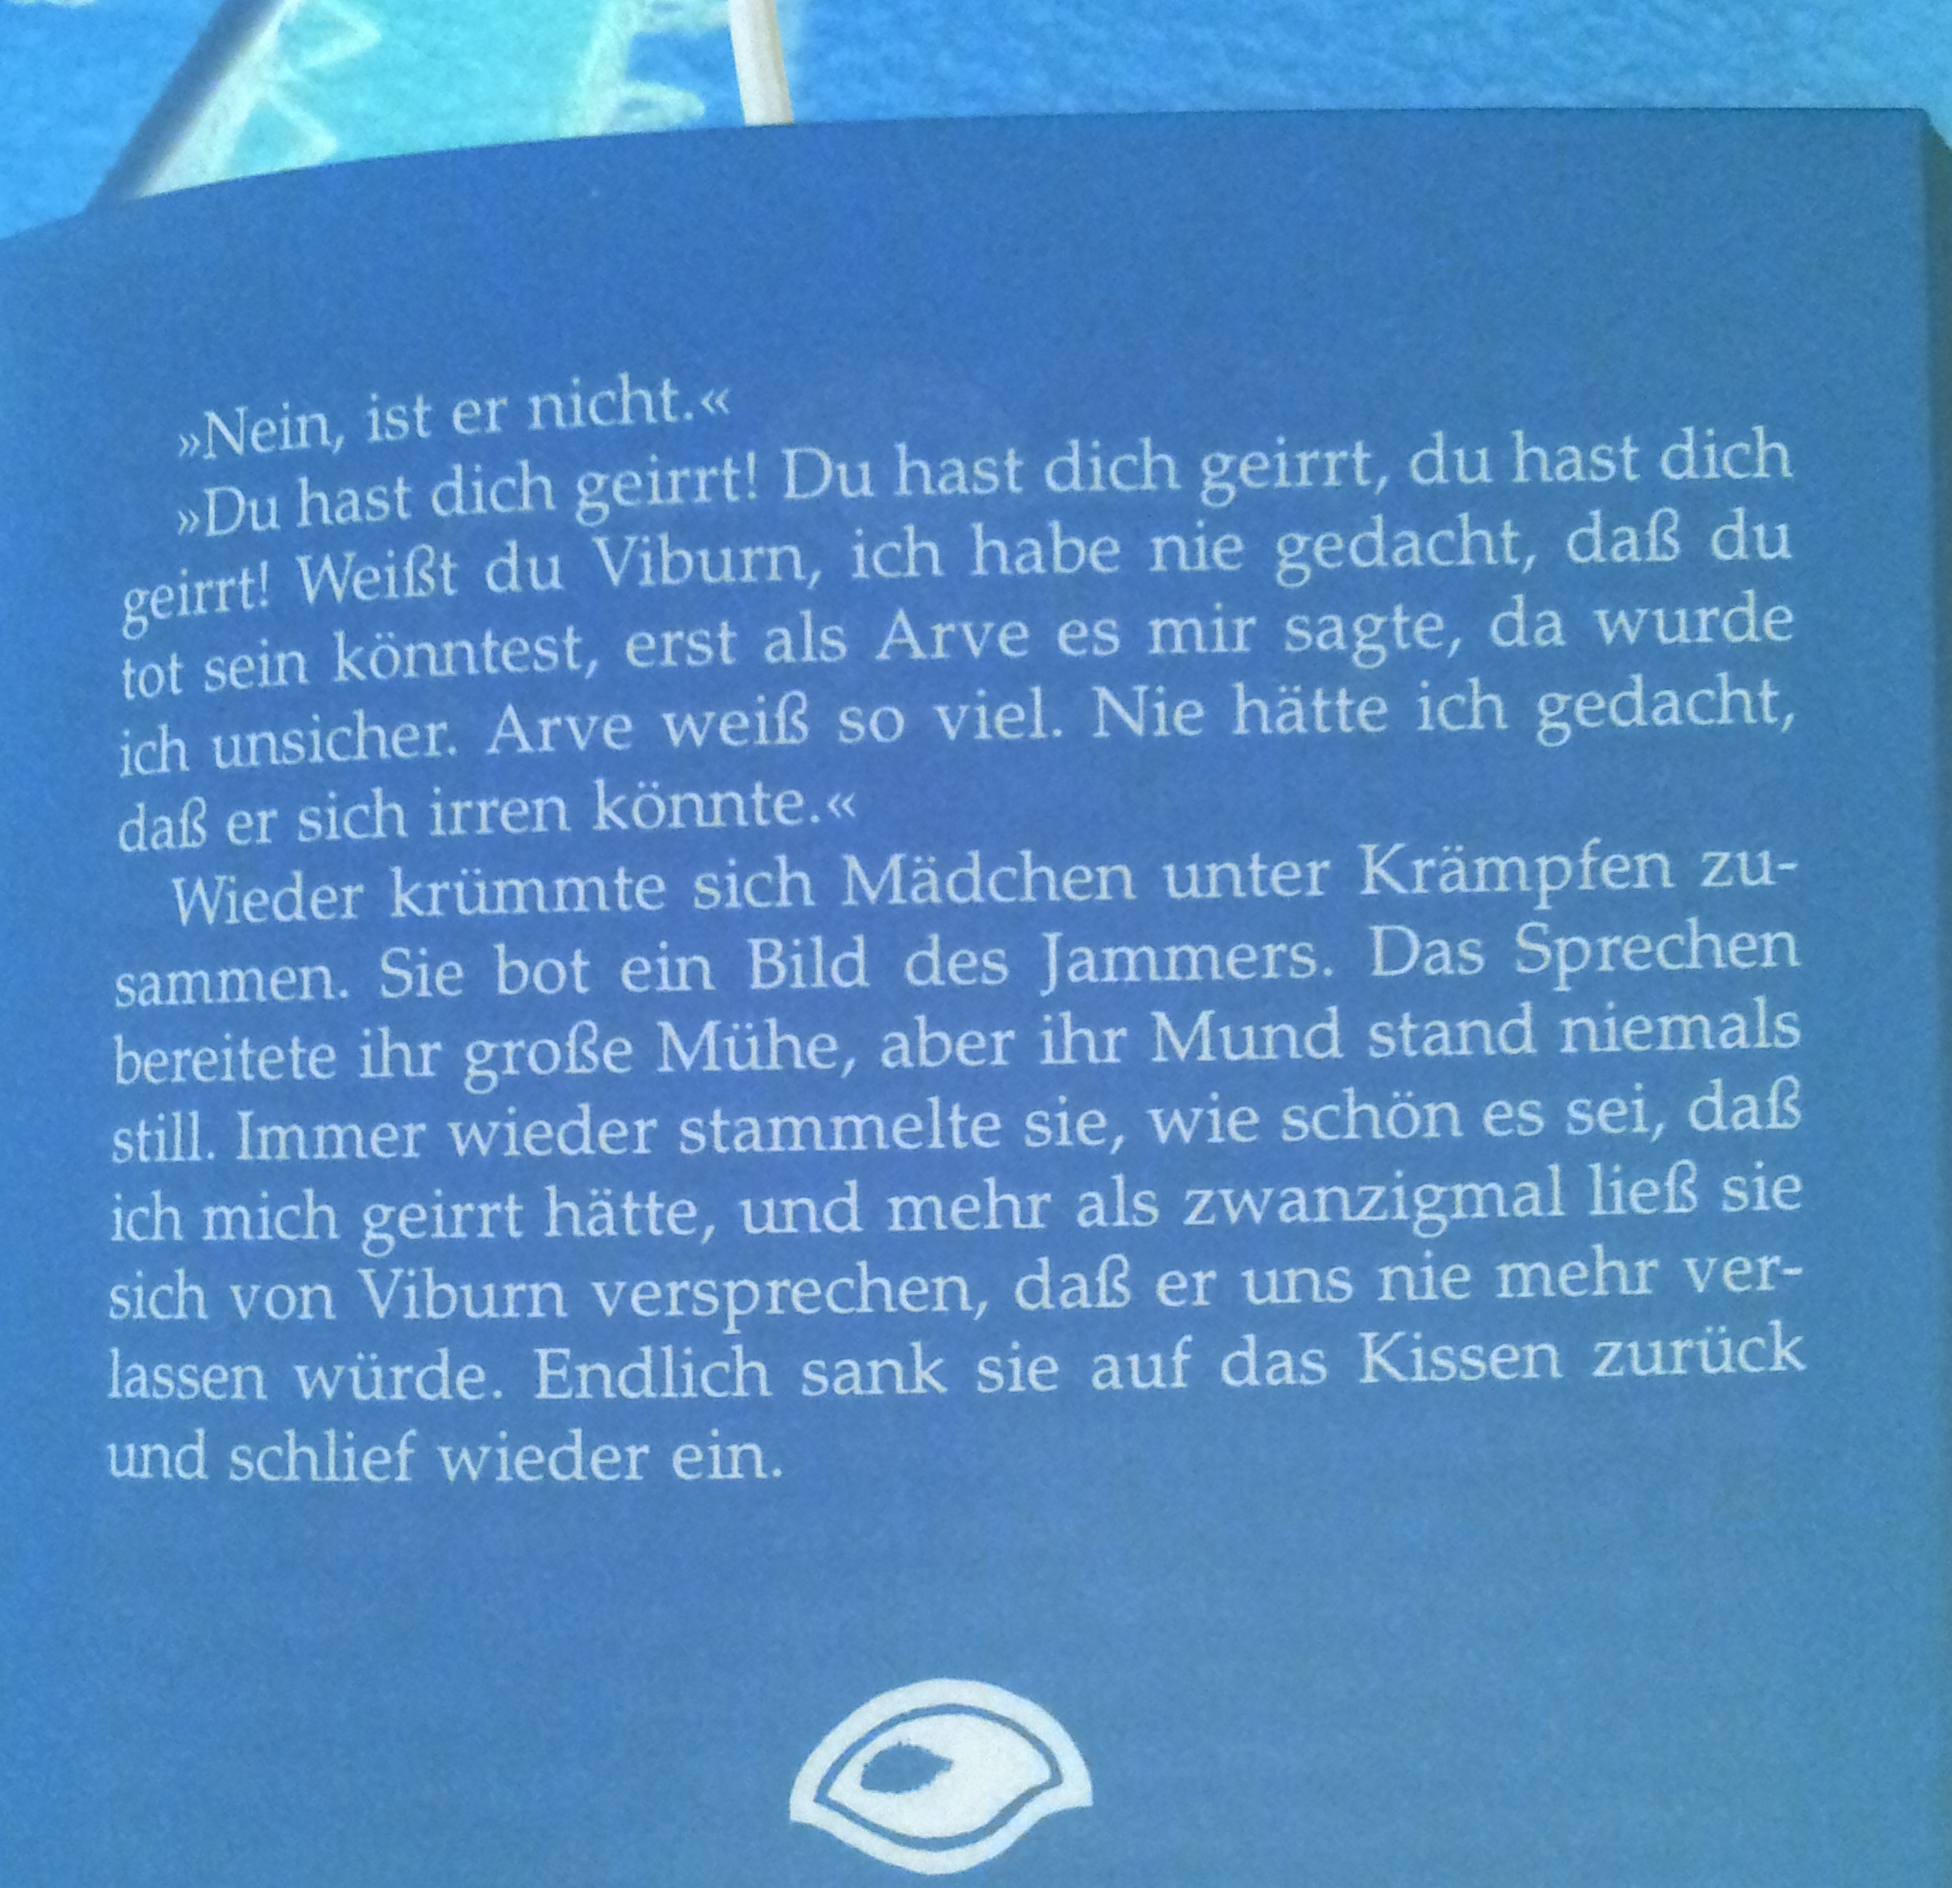 »Nein, ist er nicht.«
»Du hast dich geirrt! Du hast dich geirrt, du hast dich
geirrt! Weißt du Viburn, ich habe nie gedacht, daß du
tot sein könntest, erst als Arve es mir sagte, da wurde
ich unsicher. Arve weiß so viel. Nie hätte ich gedacht,
daß er sich irren könnte.«
Wieder krümmte sich Mädchen unter Krämpfen zu-
sammen. Sie bot ein Bild des Jammers. Das Sprechen
bereitete ihr große Mühe, aber ihr Mund stand niemals
still. Immer wieder stammelte sie, wie schön es sei, daß
ich mich geirrt hätte, und mehr als zwanzigmal ließ sie
sich von Viburn versprechen, daß er uns nie mehr ver-
lassen würde. Endlich sank sie auf das Kissen zurück
und schlief wieder ein.